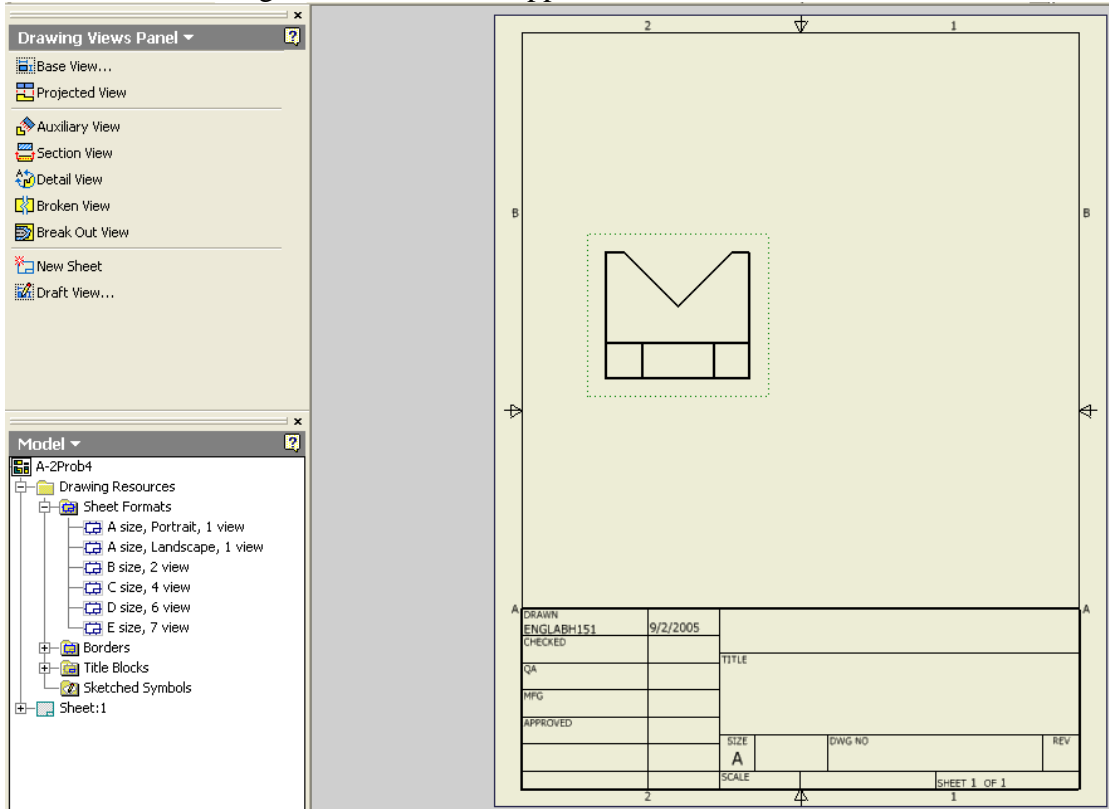 Drawing Views Panel
Base View...
Projected View
Auxiliary View
Section View
Detail View
Broken View
Break Out View
New Sheet
Draft View...
Model
A-2Prob4
Drawing Resources
Sheet Formats
A size, Portrait, 1 view
A size, Landscape, 1 view
B size, 2 view
C size, 4 view
D size, 6 view
E size, 7 view
Borders
Title Blocks
Sketched Symbols
Sheet:1
2 1
B B
A A
DRAWN
ENGLABH151 9/2/2005
CHECKED
QA
MFG
APPROVED
TITLE
SIZE DWG NO REV
A
SCALE SHEET 1 OF 1
2 1